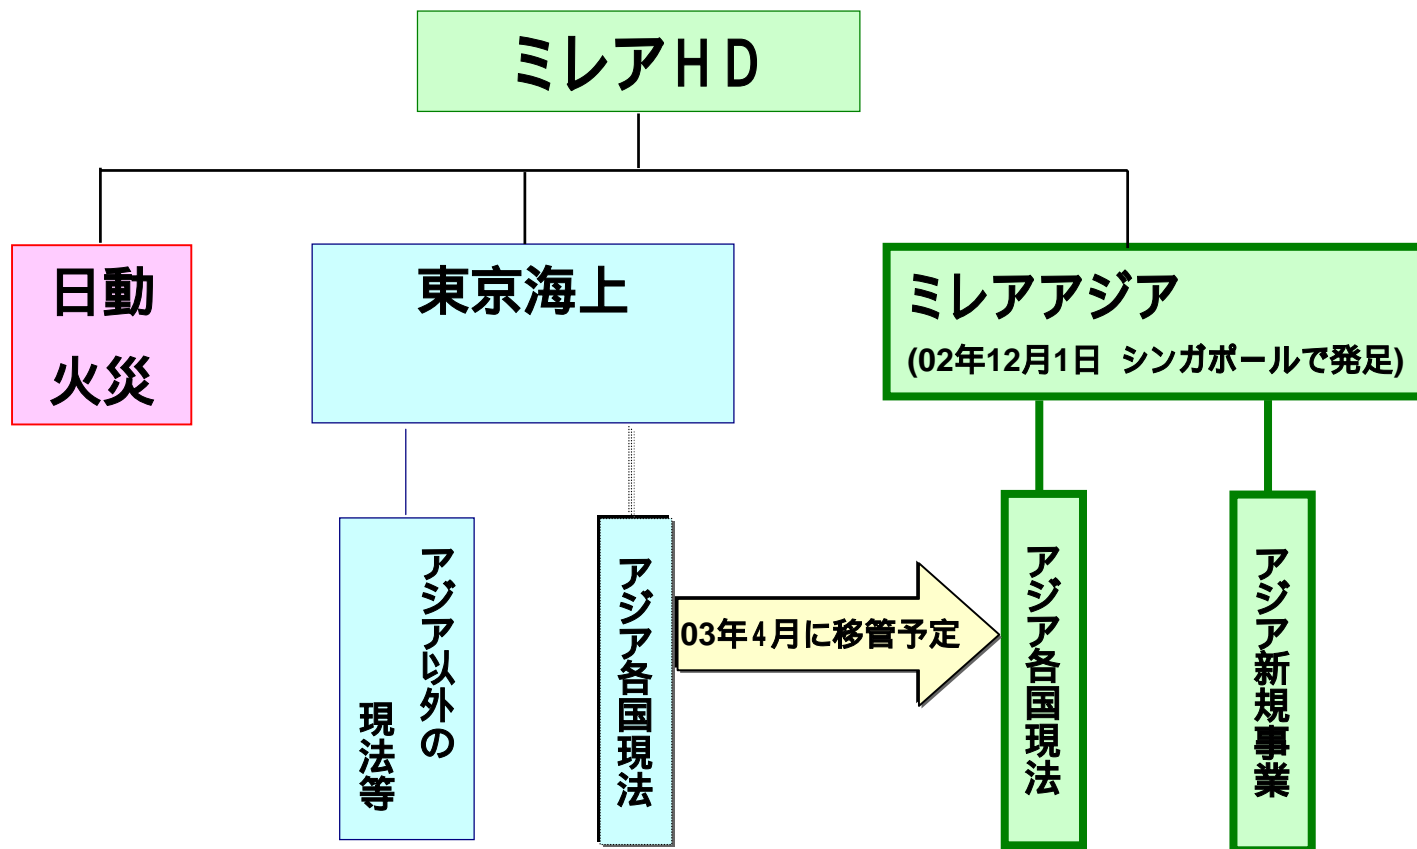 ミレアＨＤ
日動
火災
東京海上
ミレアアジア
(02年12月1日 シンガポールで発足)
アジア以外の
現法等
アジア各国現法
03年４月に移管予定
アジア各国現法
アジア新規事業